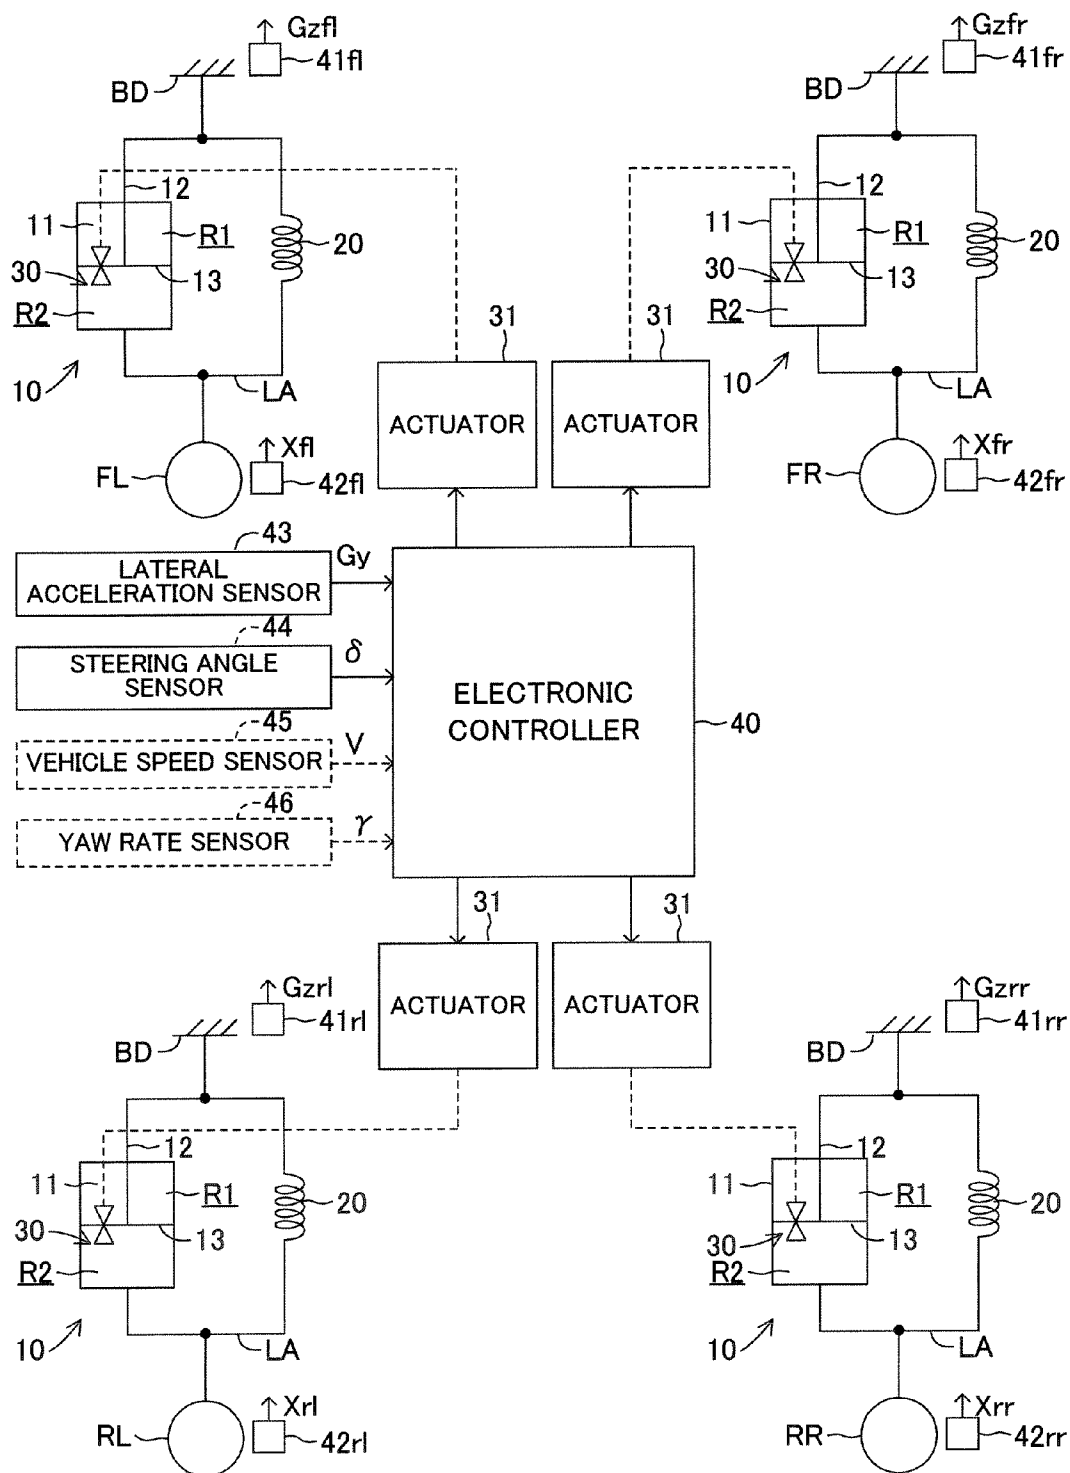 Gzfl
41fl
BD
12
11
R1
20
30
13
R2
10
LA
Xfl
FL
42fl
Gzfr
41fr
BD
12
11
R1
20
30
13
R2
10
LA
Xfr
FR
42fr
31
ACTUATOR
31
ACTUATOR
43
LATERAL
ACCELERATION SENSOR
Gy
44
STEERING ANGLE
SENSOR
δ
45
VEHICLE SPEED SENSOR
V
46
YAW RATE SENSOR
γ
ELECTRONIC
CONTROLLER
40
31
ACTUATOR
31
ACTUATOR
Gzrl
41rl
BD
12
11
R1
20
30
13
R2
10
LA
Xrl
RL
42rl
Gzrr
41rr
BD
12
11
R1
20
30
13
R2
10
LA
Xrr
RR
42rr